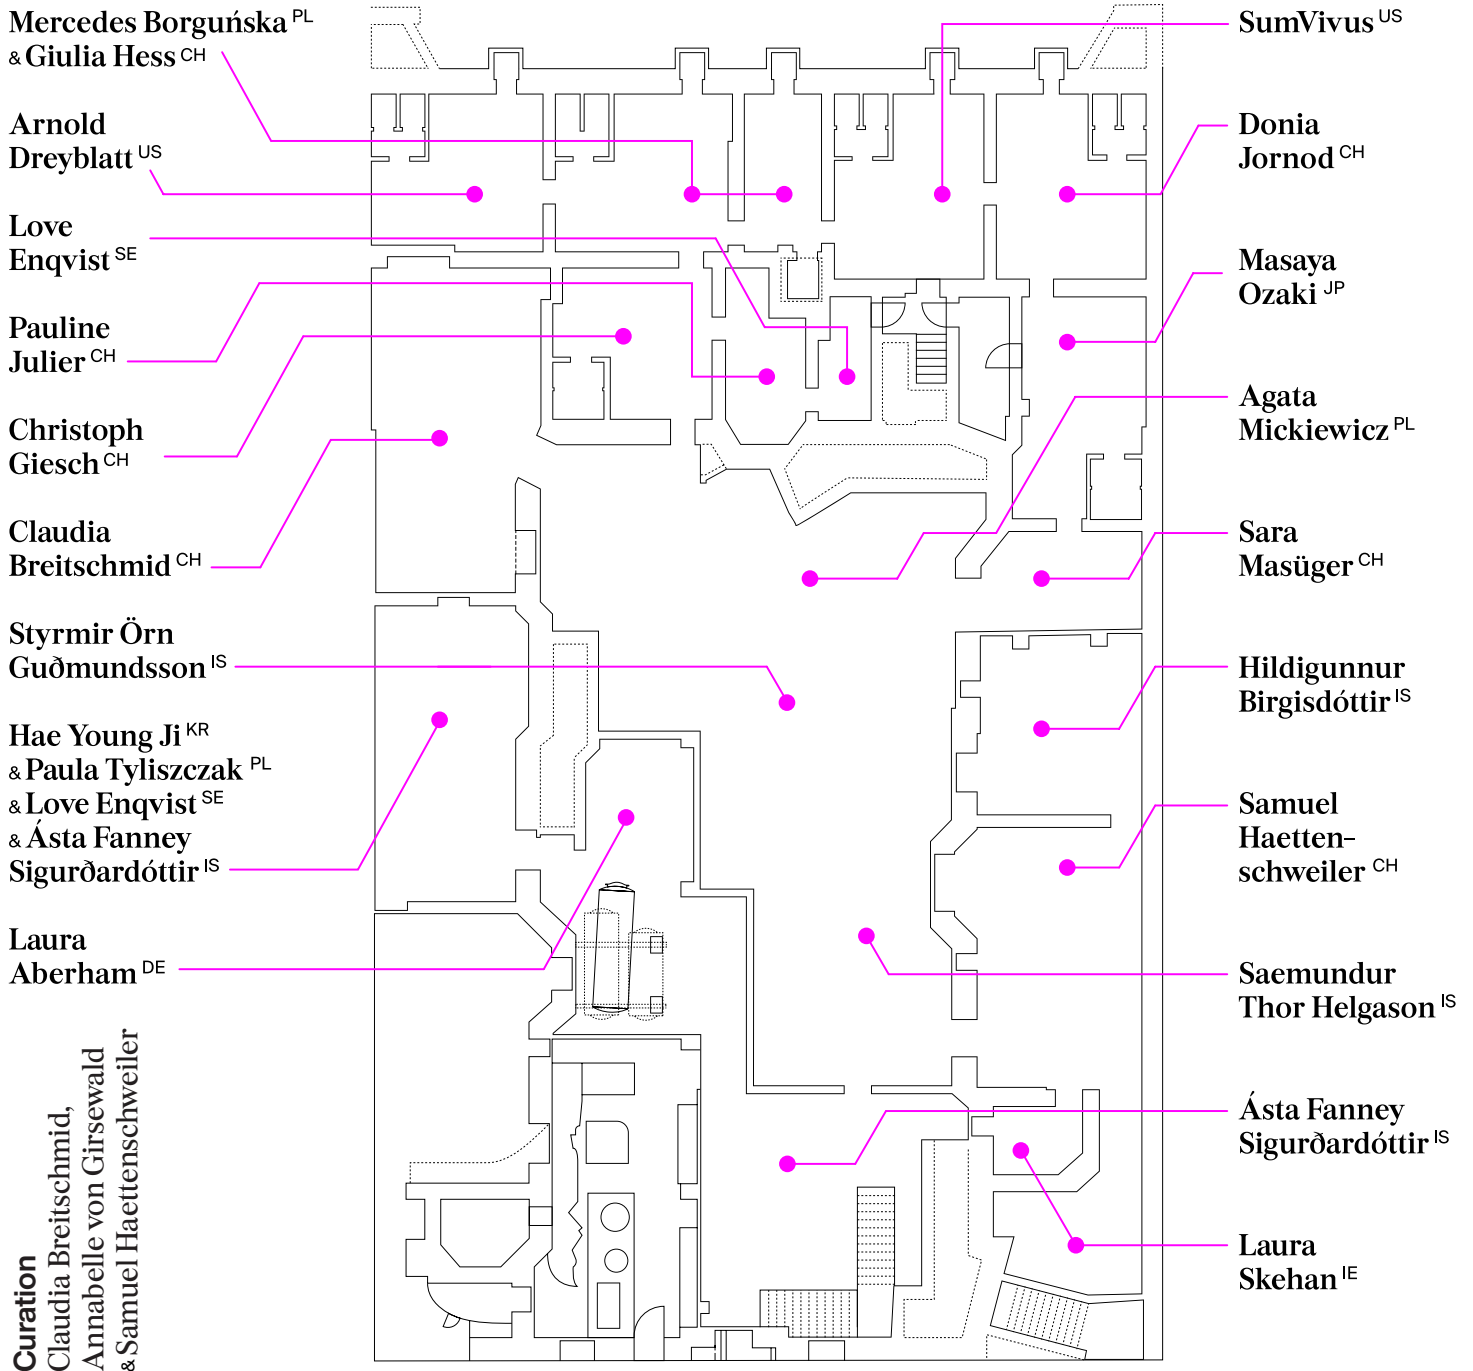 Mercedes Borguńska PL
& Giulia Hess CH
Arnold
Dreyblatt US
Love
Enqvist SE
Pauline
Julier CH
Christoph
Giesch CH
Claudia
Breitschmid CH
Styrmir Örn
Guðmundsson IS
Hae Young Ji KR
& Paula Tyliszczak PL
& Love Enqvist SE
& Ásta Fanney
Sigurðardóttir IS
Laura
Aberham DE
Curation
Claudia Breitschmid,
Annabelle von Girsewald
& Samuel Haettenschweiler
SumVivus US
Donia
Jornod CH
Masaya
Ozaki JP
Agata
Mickiewicz PL
Sara
Masüger CH
Hildigunnur
Birgisdóttir IS
Samuel
Haetten-
schweiler CH
Saemundur
Thor Helgason IS
Ásta Fanney
Sigurðardóttir IS
Laura
Skehan IE